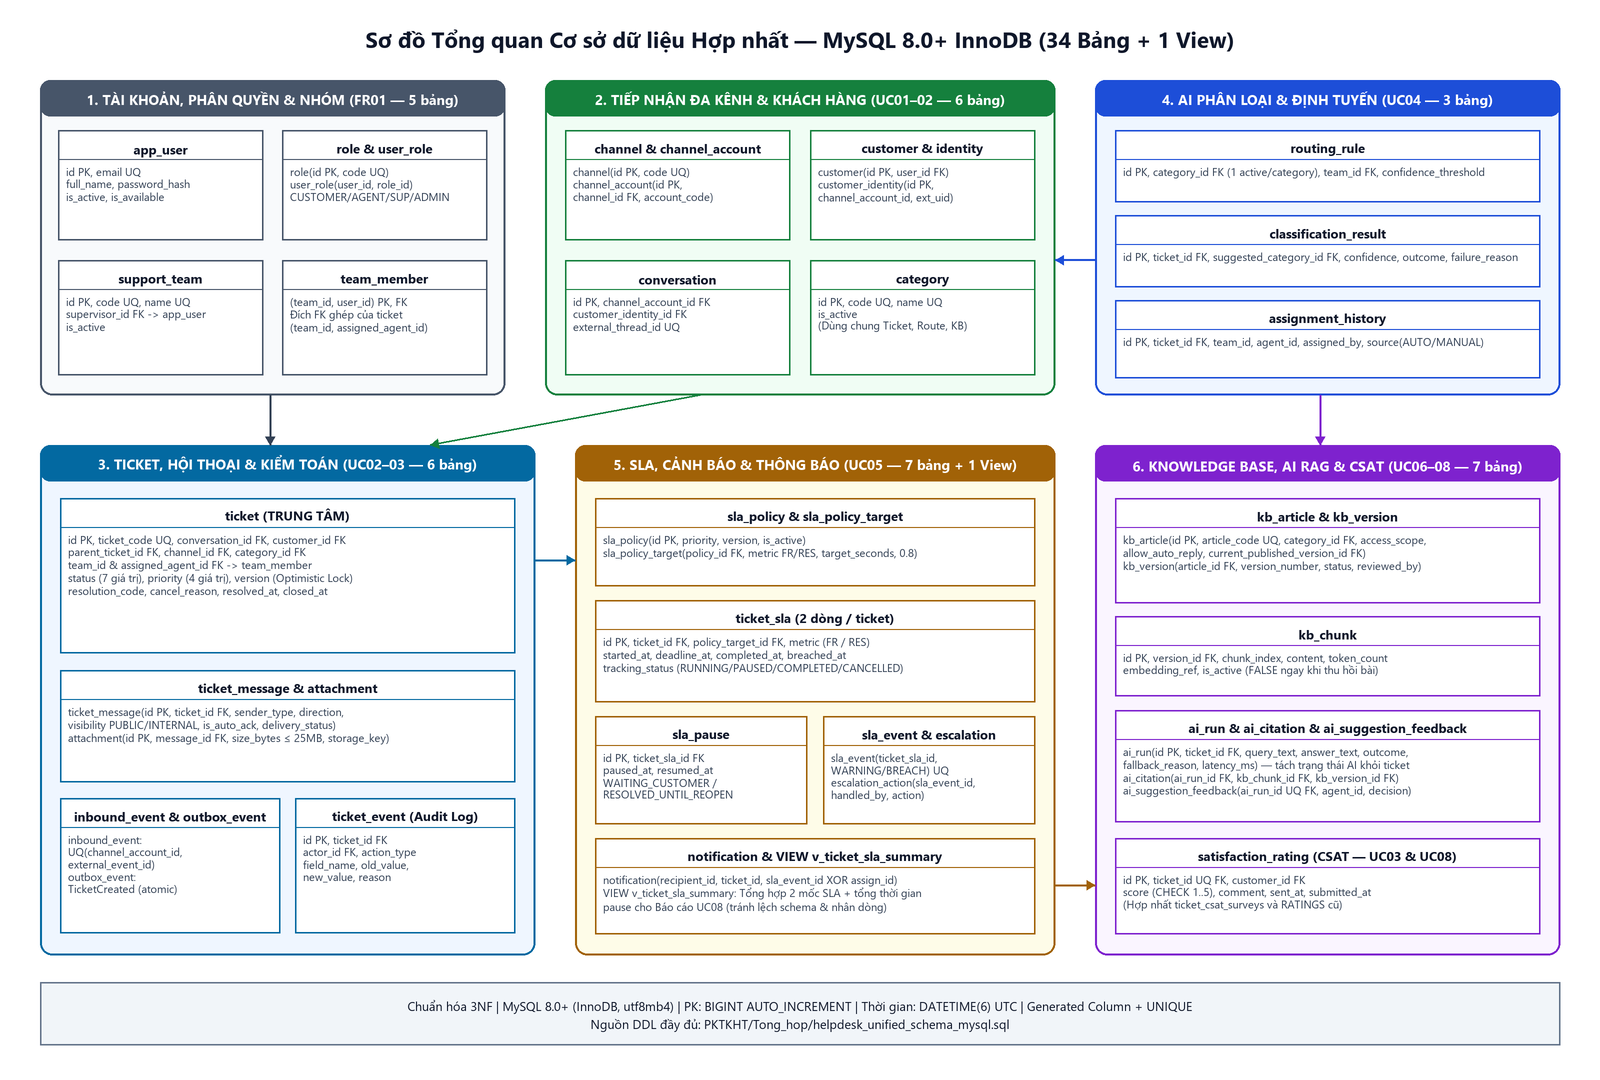 Sơ đồ Tổng quan Cơ sở dữ liệu Hợp nhất — MySQL 8.0+ InnoDB (34 Bảng + 1 View)
1. TÀI KHOẢN, PHÂN QUYỀN & NHÓM (FR01 — 5 bảng)
app_user
id PK, email UQ
full_name, password_hash
is_active, is_available
role & user_role
role(id PK, code UQ)
user_role(user_id, role_id)
CUSTOMER/AGENT/SUP/ADMIN
support_team
id PK, code UQ, name UQ
supervisor_id FK -> app_user
is_active
team_member
(team_id, user_id) PK, FK
Đích FK ghép của ticket
(team_id, assigned_agent_id)
2. TIẾP NHẬN ĐA KÊNH & KHÁCH HÀNG (UC01–02 — 6 bảng)
channel & channel_account
channel(id PK, code UQ)
channel_account(id PK,
channel_id FK, account_code)
customer & identity
customer(id PK, user_id FK)
customer_identity(id PK,
channel_account_id, ext_uid)
conversation
id PK, channel_account_id FK
customer_identity_id FK
external_thread_id UQ
category
id PK, code UQ, name UQ
is_active
(Dùng chung Ticket, Route, KB)
4. AI PHÂN LOẠI & ĐỊNH TUYẾN (UC04 — 3 bảng)
routing_rule
id PK, category_id FK (1 active/category), team_id FK, confidence_threshold
classification_result
id PK, ticket_id FK, suggested_category_id FK, confidence, outcome, failure_reason
assignment_history
id PK, ticket_id FK, team_id, agent_id, assigned_by, source(AUTO/MANUAL)
3. TICKET, HỘI THOẠI & KIỂM TOÁN (UC02–03 — 6 bảng)
ticket (TRUNG TÂM)
id PK, ticket_code UQ, conversation_id FK, customer_id FK
parent_ticket_id FK, channel_id FK, category_id FK
team_id & assigned_agent_id FK -> team_member
status (7 giá trị), priority (4 giá trị), version (Optimistic Lock)
resolution_code, cancel_reason, resolved_at, closed_at
ticket_message & attachment
ticket_message(id PK, ticket_id FK, sender_type, direction,
visibility PUBLIC/INTERNAL, is_auto_ack, delivery_status)
attachment(id PK, message_id FK, size_bytes ≤ 25MB, storage_key)
inbound_event & outbox_event
inbound_event:
UQ(channel_account_id,
external_event_id)
outbox_event:
TicketCreated (atomic)
ticket_event (Audit Log)
id PK, ticket_id FK
actor_id FK, action_type
field_name, old_value,
new_value, reason
5. SLA, CẢNH BÁO & THÔNG BÁO (UC05 — 7 bảng + 1 View)
sla_policy & sla_policy_target
sla_policy(id PK, priority, version, is_active)
sla_policy_target(policy_id FK, metric FR/RES, target_seconds, 0.8)
ticket_sla (2 dòng / ticket)
id PK, ticket_id FK, policy_target_id FK, metric (FR / RES)
started_at, deadline_at, completed_at, breached_at
tracking_status (RUNNING/PAUSED/COMPLETED/CANCELLED)
sla_pause
id PK, ticket_sla_id FK
paused_at, resumed_at
WAITING_CUSTOMER /
RESOLVED_UNTIL_REOPEN
sla_event & escalation
sla_event(ticket_sla_id,
WARNING/BREACH) UQ
escalation_action(sla_event_id,
handled_by, action)
notification & VIEW v_ticket_sla_summary
notification(recipient_id, ticket_id, sla_event_id XOR assign_id)
VIEW v_ticket_sla_summary: Tổng hợp 2 mốc SLA + tổng thời gian
pause cho Báo cáo UC08 (tránh lệch schema & nhân dòng)
6. KNOWLEDGE BASE, AI RAG & CSAT (UC06–08 — 7 bảng)
kb_article & kb_version
kb_article(id PK, article_code UQ, category_id FK, access_scope,
allow_auto_reply, current_published_version_id FK)
kb_version(article_id FK, version_number, status, reviewed_by)
kb_chunk
id PK, version_id FK, chunk_index, content, token_count
embedding_ref, is_active (FALSE ngay khi thu hồi bài)
ai_run & ai_citation & ai_suggestion_feedback
ai_run(id PK, ticket_id FK, query_text, answer_text, outcome,
fallback_reason, latency_ms) — tách trạng thái AI khỏi ticket
ai_citation(ai_run_id FK, kb_chunk_id FK, kb_version_id FK)
ai_suggestion_feedback(ai_run_id UQ FK, agent_id, decision)
satisfaction_rating (CSAT — UC03 & UC08)
id PK, ticket_id UQ FK, customer_id FK
score (CHECK 1..5), comment, sent_at, submitted_at
(Hợp nhất ticket_csat_surveys và RATINGS cũ)
Chuẩn hóa 3NF | MySQL 8.0+ (InnoDB, utf8mb4) | PK: BIGINT AUTO_INCREMENT | Thời gian: DATETIME(6) UTC | Generated Column + UNIQUE
Nguồn DDL đầy đủ: PKTKHT/Tong_hop/helpdesk_unified_schema_mysql.sql